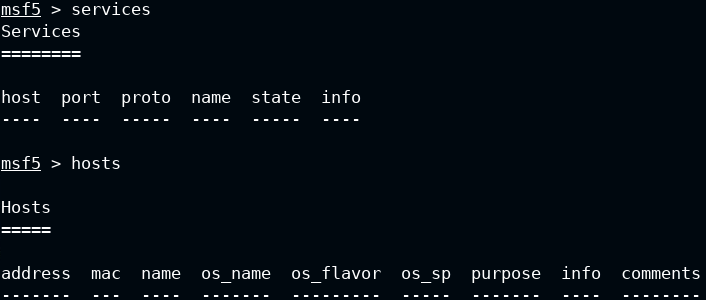 msf5 > services
Services
========
host  port  proto  name  state  info
----  ----  -----  ----  -----  ----
msf5 > hosts
Hosts
=====
address  mac  name  os_name  os_flavor  os_sp  purpose  info  comments
-------  ---  ----  -------  ---------  -----  -------  ----  --------